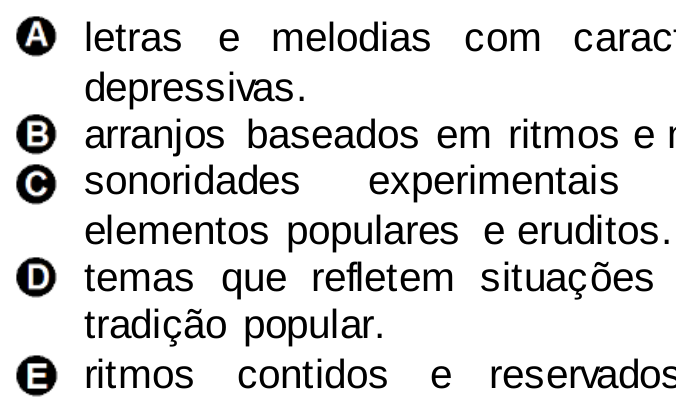 A letras e melodias com caract
depressivas.
B arranjos baseados em ritmos e
C sonoridades experimentais
elementos populares e eruditos.
D temas que refletem situações
tradição popular.
E ritmos contidos e reservados